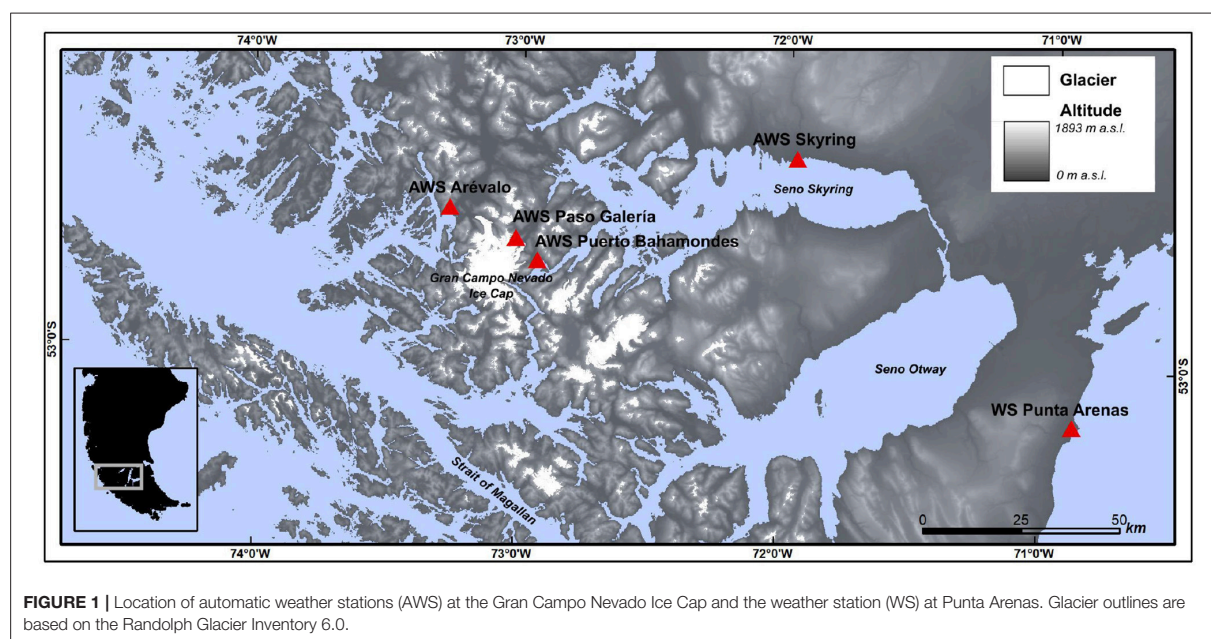 74°0'W 73°0'W 72°0'W 71°0'W
Glacier
Altitude
1893 m a.s.l.
0 m a.s.l.
AWS Skyring
Seno Skyring
AWS Arévalo
AWS Paso Galería
AWS Puerto Bahamondes
Gran Campo Nevado
Ice Cap
53°0'S
53°0'S
Seno Otway
WS Punta Arenas
Strait of Magallan
0 25 50
km
74°0'W 73°0'W 72°0'W 71°0'W
FIGURE 1 | Location of automatic weather stations (AWS) at the Gran Campo Nevado Ice Cap and the weather station (WS) at Punta Arenas. Glacier outlines are
based on the Randolph Glacier Inventory 6.0.